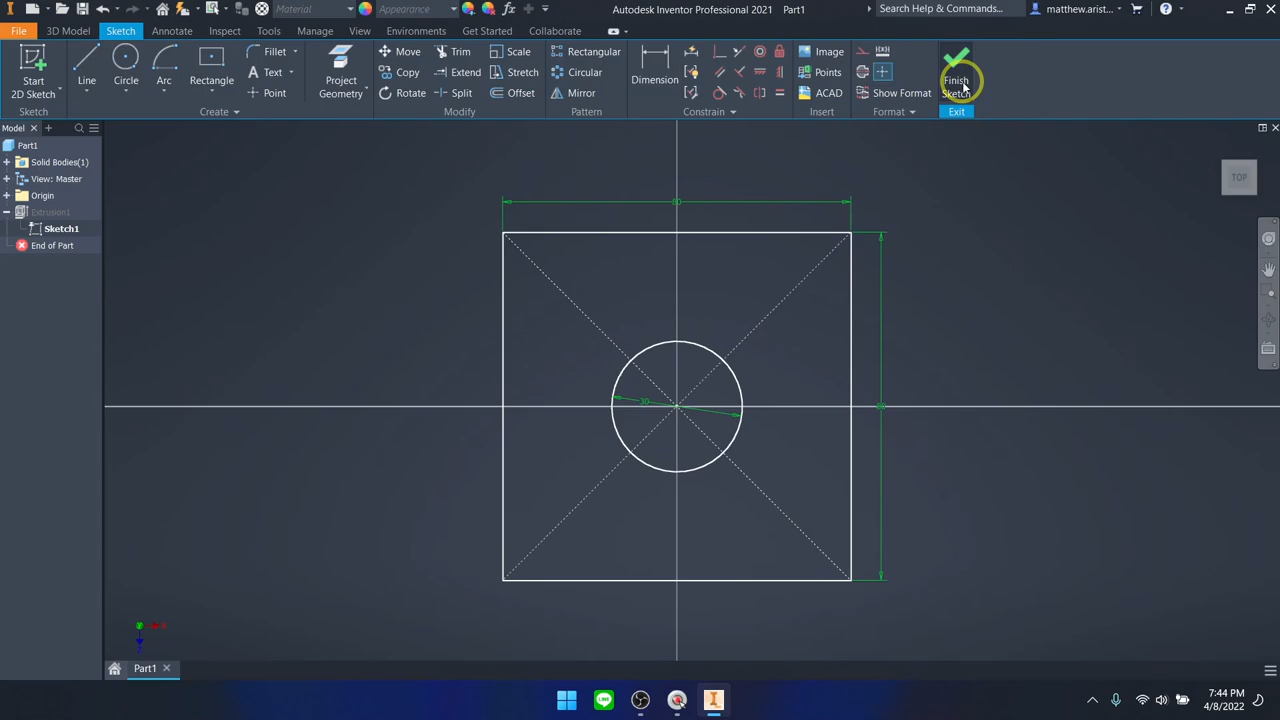 Material
Appearance
Autodesk Inventor Professional 2021 Part1
Search Help & Commands...
matthew.arist...
File
3D Model
Sketch
Annotate
Inspect
Tools
Manage
View
Environments
Get Started
Collaborate
Start
2D Sketch
Line
Circle
Arc
Rectangle
Fillet
Text
Point
Project
Geometry
Move
Copy
Rotate
Trim
Extend
Split
Scale
Stretch
Offset
Rectangular
Circular
Mirror
Dimension
Image
Points
ACAD
Show Format
Finish
Sketch
Sketch
Create
Modify
Pattern
Constrain
Insert
Format
Exit
Model
Part1
Solid Bodies(1)
View: Master
Origin
Extrusion1
Sketch1
End of Part
TOP
80
30
Part1
7:44 PM
4/8/2022